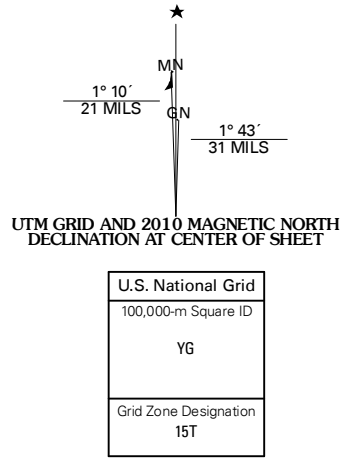 ★
MN
1° 10´
21 MILS
GN
1° 43´
31 MILS
UTM GRID AND 2010 MAGNETIC NORTH
DECLINATION AT CENTER OF SHEET
U.S. National Grid
100,000-m Square ID
YG
Grid Zone Designation
15T